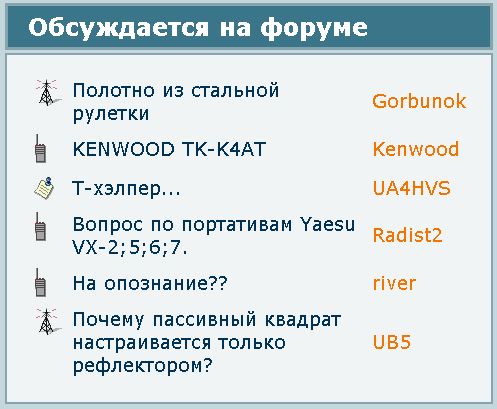 Обсуждается на форуме
Полотно из стальной
рулетки
Gorbunok
KENWOOD TK-K4AT
Kenwood
Т-хэлпер...
UA4HVS
Вопрос по портативам Yaesu
VX-2;5;6;7.
Radist2
На опознание??
river
Почему пассивный квадрат
настраивается только
рефлектором?
UB5